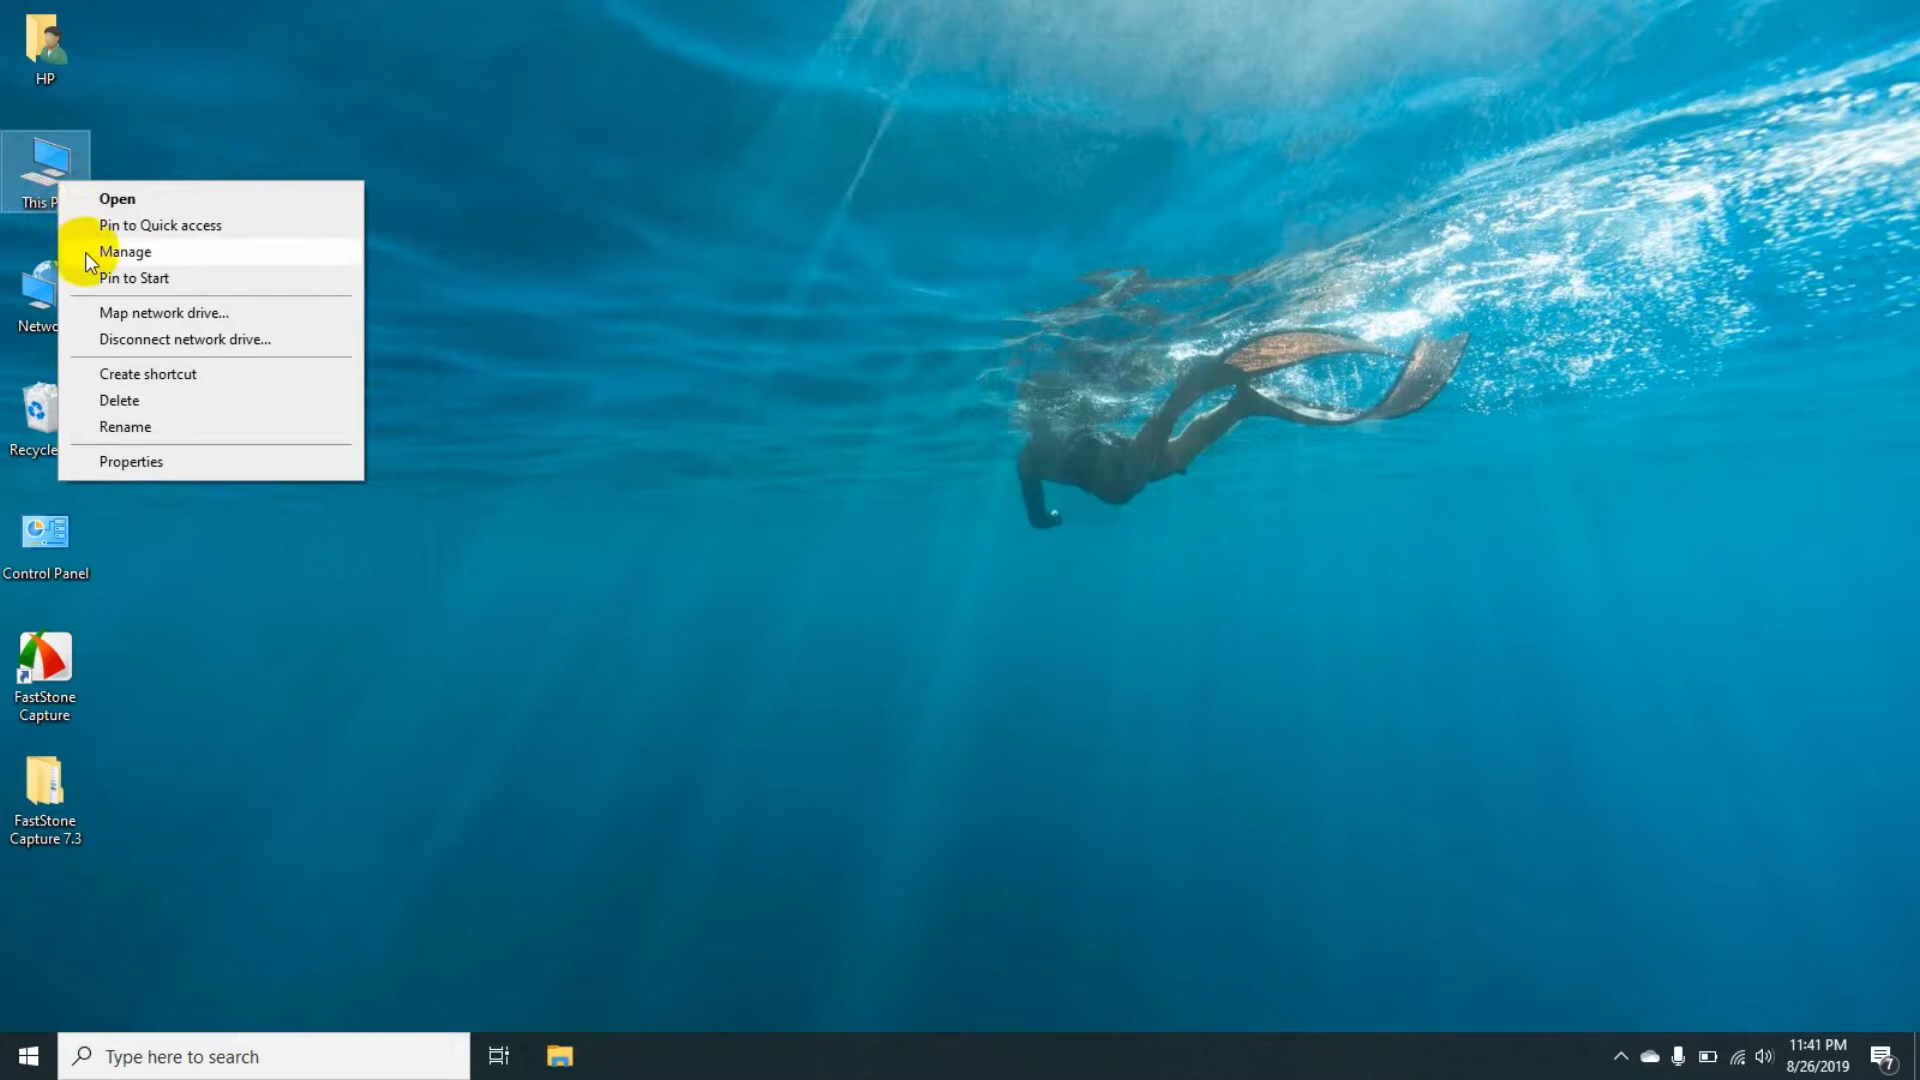 HP
This P
Open
Pin to Quick access
Manage
Pin to Start
Map network drive...
Disconnect network drive...
Create shortcut
Delete
Rename
Properties
Netwo
Recycle
Control Panel
FastStone
Capture
FastStone
Capture 7.3
Type here to search
11:41 PM
8/26/2019
7